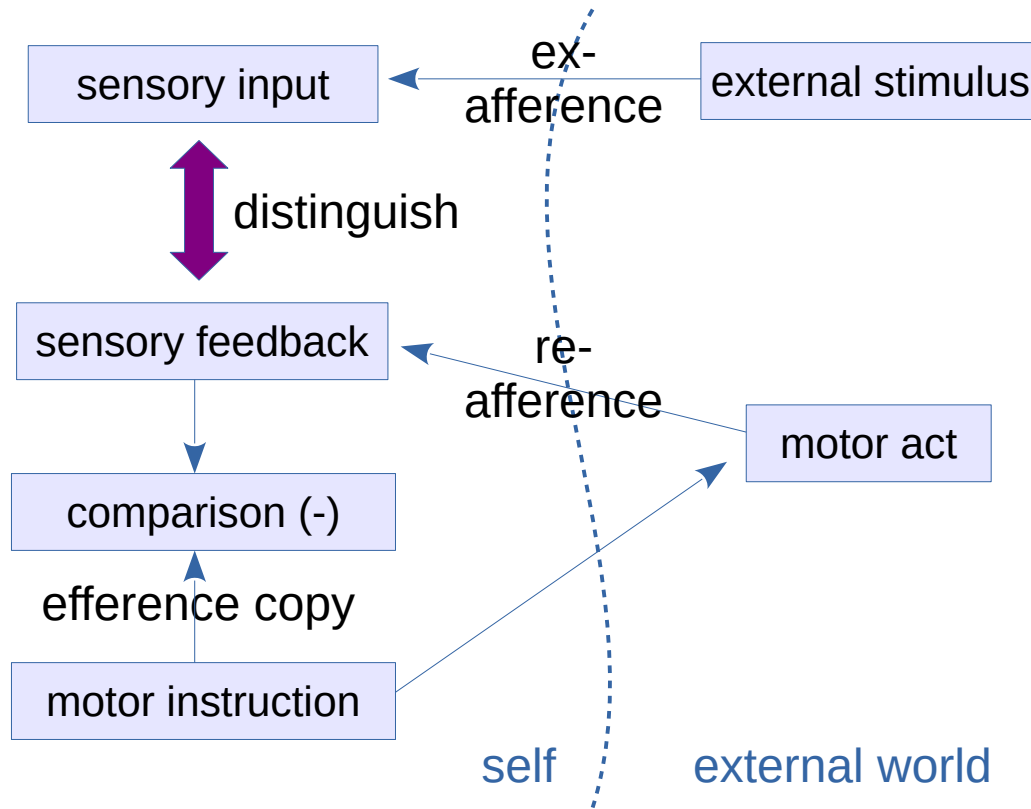 sensory input
ex-
afference
external stimulus
distinguish
sensory feedback
re-
afference
motor act
comparison (-)
efference copy
motor instruction
self
external world